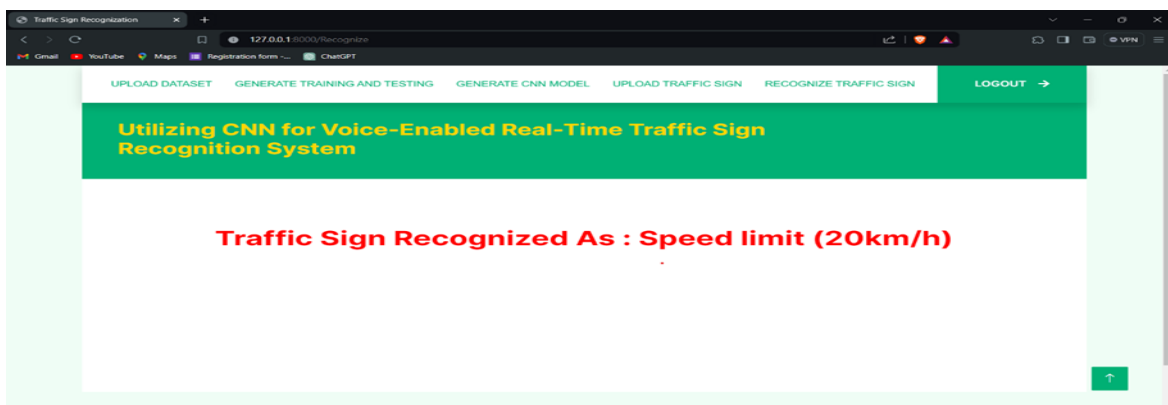 Traffic Sign Recognization
127.0.0.1:8000/Recognize
VPN
Gmail YouTube Maps Registration form -... ChatGPT
UPLOAD DATASET GENERATE TRAINING AND TESTING GENERATE CNN MODEL UPLOAD TRAFFIC SIGN RECOGNIZE TRAFFIC SIGN LOGOUT →
Utilizing CNN for Voice-Enabled Real-Time Traffic Sign
Recognition System
Traffic Sign Recognized As : Speed limit (20km/h)
.